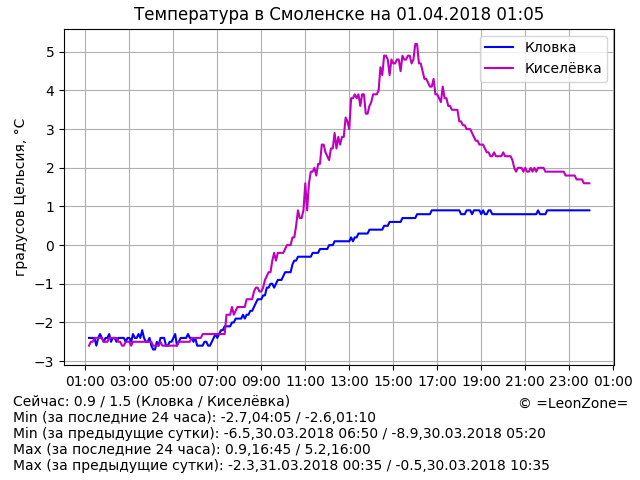 Температура в Смоленске на 01.04.2018 01:05
градусов Цельсия, °C
5
4
3
2
1
0
−1
−2
−3
Кловка
Киселёвка
01:00 03:00 05:00 07:00 09:00 11:00 13:00 15:00 17:00 19:00 21:00 23:00 01:00
Сейчас: 0.9 / 1.5 (Кловка / Киселёвка)
© =LeonZone=
Min (за последние 24 часа): -2.7,04:05 / -2.6,01:10
Min (за предыдущие сутки): -6.5,30.03.2018 06:50 / -8.9,30.03.2018 05:20
Max (за последние 24 часа): 0.9,16:45 / 5.2,16:00
Max (за предыдущие сутки): -2.3,31.03.2018 00:35 / -0.5,30.03.2018 10:35